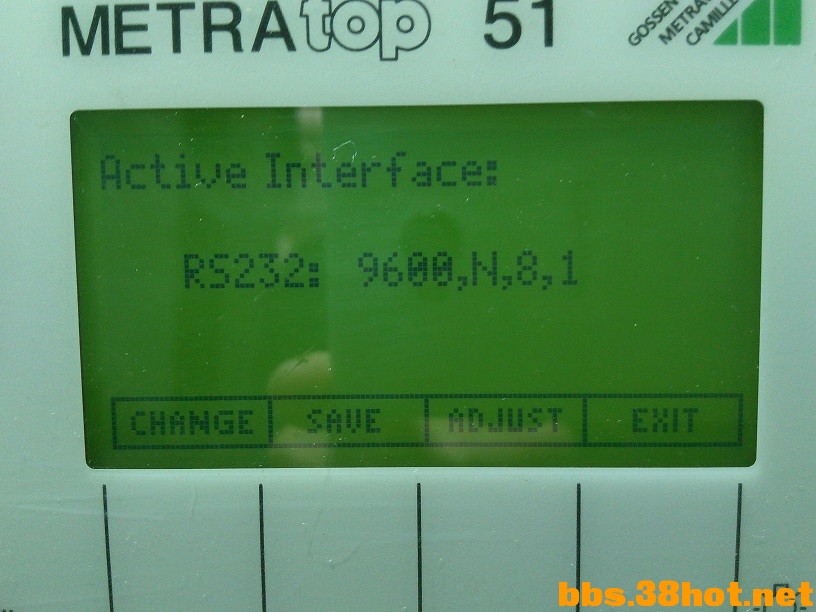 METRAtop 51
GOSSEN
METRA
CAMILLE
Active Interface:
RS232: 9600,N,8,1
CHANGE SAVE ADJUST EXIT
bbs.38hot.net